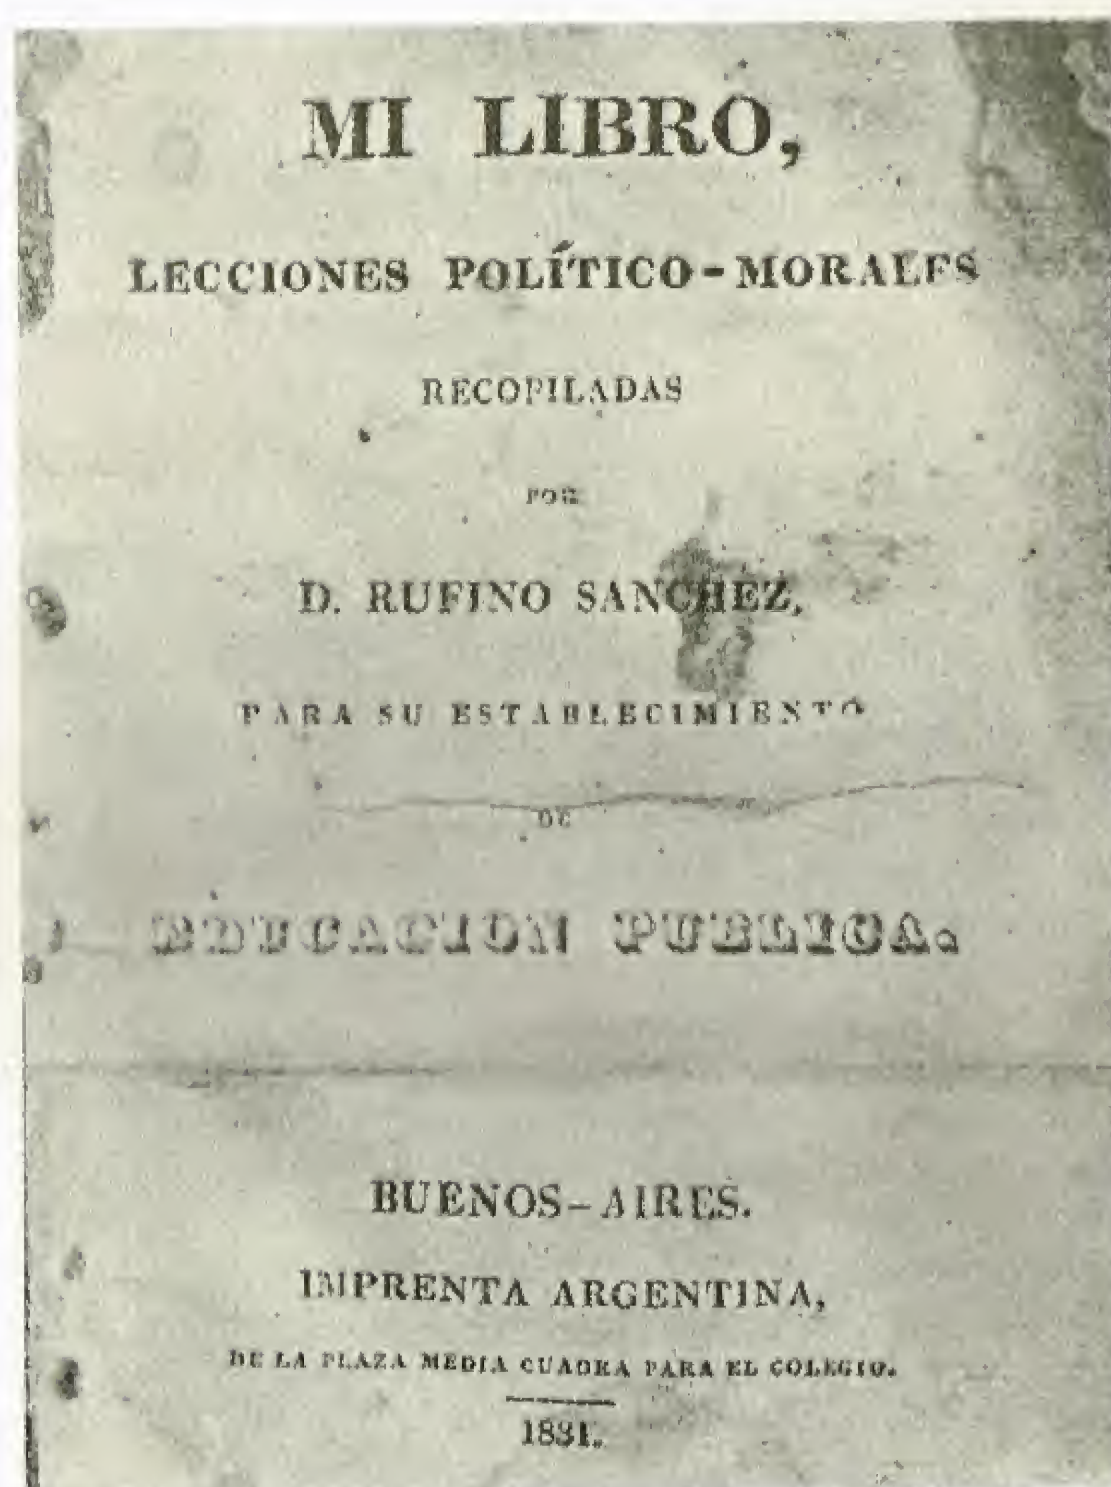 MI LIBRO,
LECCIONES POLÍTICO-MORALES
RECOPILADAS
POR
D. RUFINO SANCHEZ,
PARA SU ESTABLECIMIENTO
DE
EDUCACION PUBLICA.
BUENOS-AIRES.
IMPRENTA ARGENTINA,
DE LA PLAZA MEDIA CUADRA PARA EL COLEGIO.
1831.